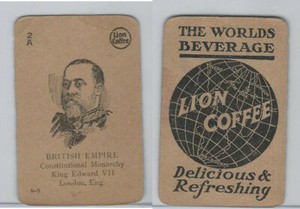 2
A
Lion
Coffee
BRITISH EMPIRE
Constitutional Monarchy
King Edward VII
London, Eng.
THE WORLDS
BEVERAGE
LION
COFFEE
Delicious &
Refreshing